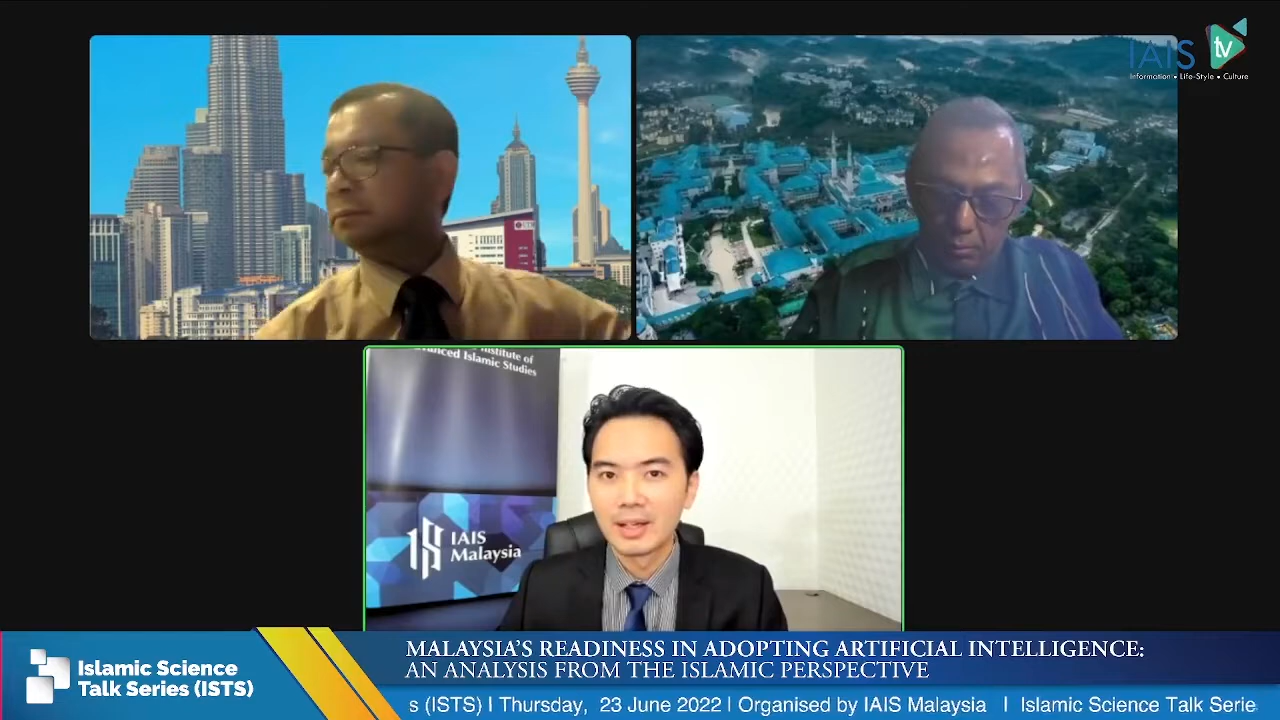 IAIS tv
Information • Life-Style • Culture
Institute of
Advanced Islamic Studies
IAIS
Malaysia
Islamic Science
Talk Series (ISTS)
MALAYSIA'S READINESS IN ADOPTING ARTIFICIAL INTELLIGENCE:
AN ANALYSIS FROM THE ISLAMIC PERSPECTIVE
s (ISTS) I Thursday, 23 June 2022 I Organised by IAIS Malaysia I Islamic Science Talk Serie